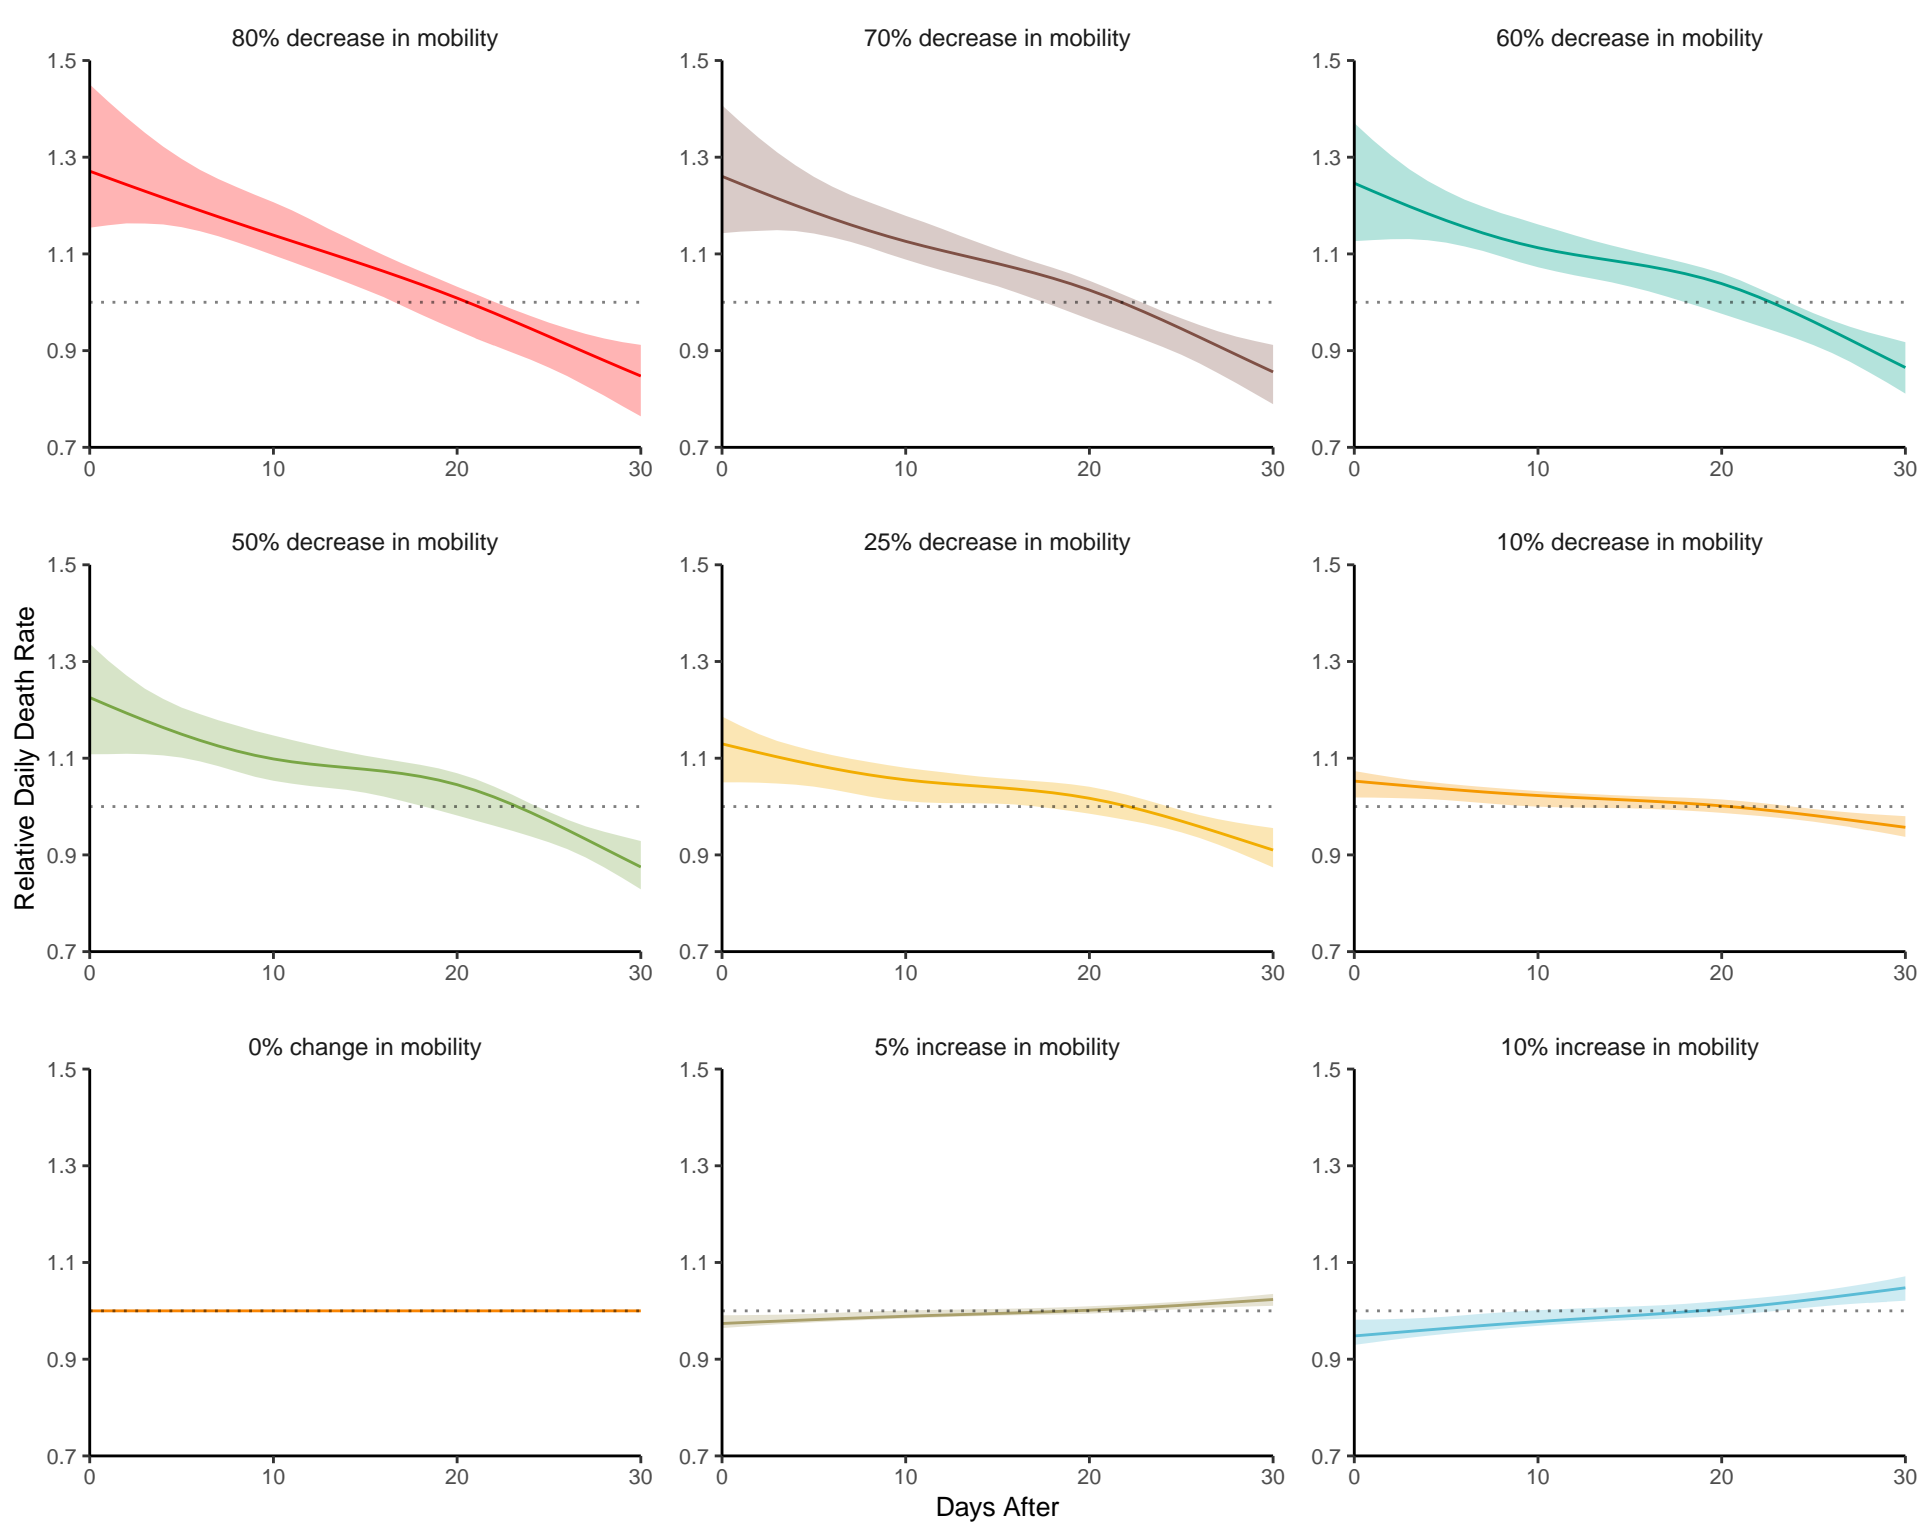 80% decrease in mobility
70% decrease in mobility
60% decrease in mobility
1.5
1.3
1.1
0.9
0.7
0 10 20 30
1.5
1.3
1.1
0.9
0.7
0 10 20 30
1.5
1.3
1.1
0.9
0.7
0 10 20 30
Relative Daily Death Rate
50% decrease in mobility
25% decrease in mobility
10% decrease in mobility
1.5
1.3
1.1
0.9
0.7
0 10 20 30
1.5
1.3
1.1
0.9
0.7
0 10 20 30
1.5
1.3
1.1
0.9
0.7
0 10 20 30
0% change in mobility
5% increase in mobility
10% increase in mobility
1.5
1.3
1.1
0.9
0.7
0 10 20 30
1.5
1.3
1.1
0.9
0.7
0 10 20 30
1.5
1.3
1.1
0.9
0.7
0 10 20 30
Days After